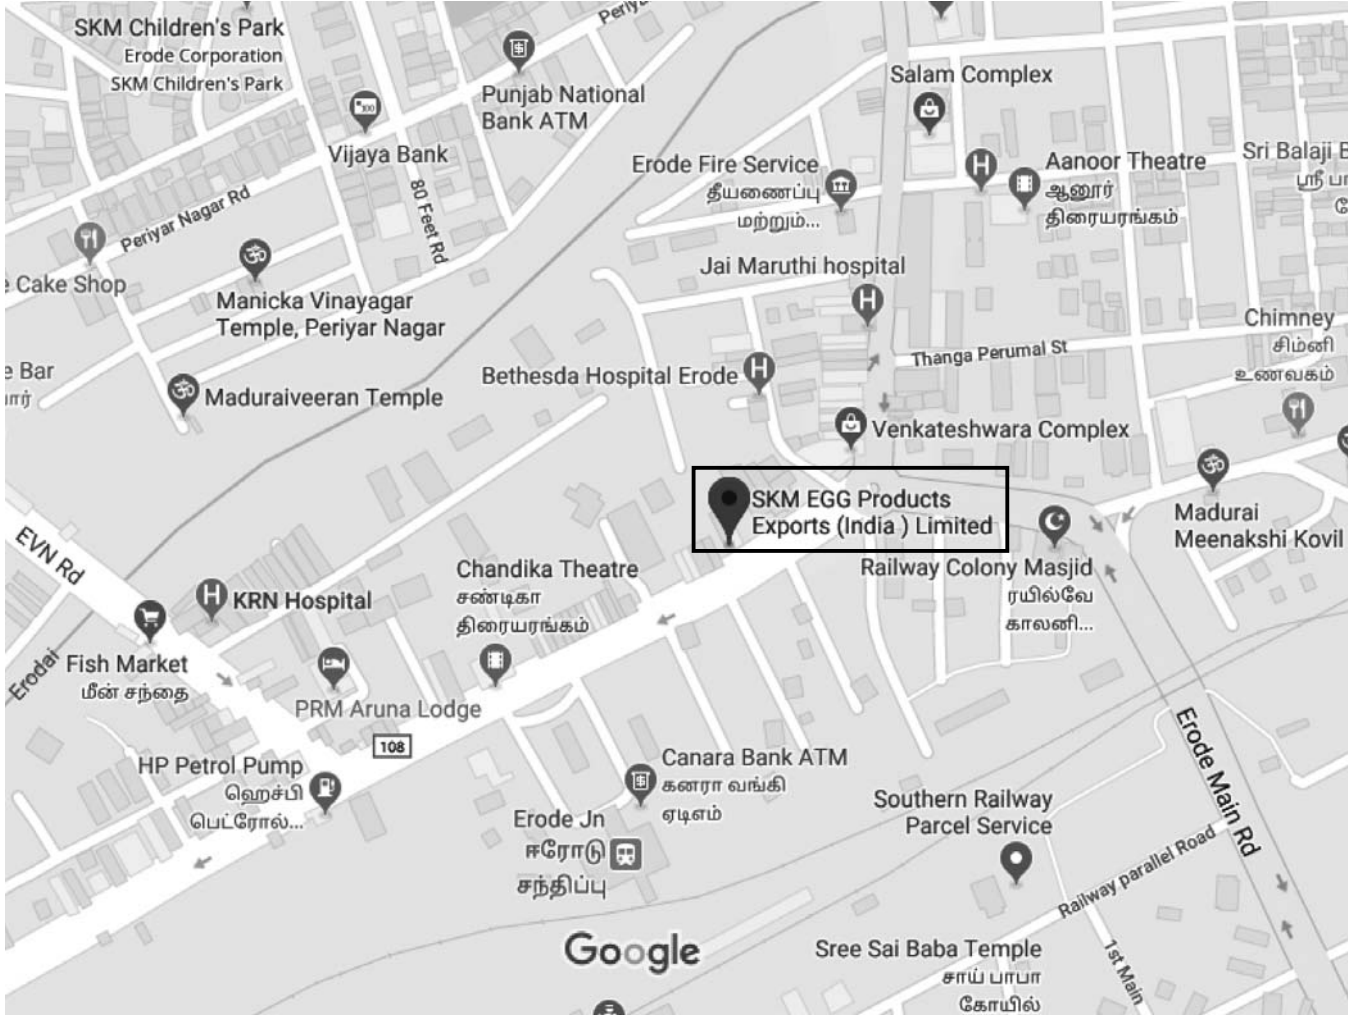 SKM Children's Park
Erode Corporation
SKM Children's Park
Punjab National
Bank ATM
Vijaya Bank
80 Feet Rd
Periyar Nagar Rd
Cake Shop
Manicka Vinayagar
Temple, Periyar Nagar
Bar
Maduraiveeran Temple
Salam Complex
Erode Fire Service
தீயணைப்பு
மற்றும்...
Aanoor Theatre
ஆனூர்
திரையரங்கம்
Sri Balaji
ஸ்ரீ
Jai Maruthi hospital
Chimney
சிம்னி
உணவகம்
Thanga Perumal St
Bethesda Hospital Erode
Venkateshwara Complex
SKM EGG Products
Exports (India ) Limited
Madurai
Meenakshi Kovil
Railway Colony Masjid
ரயில்வே
காலனி...
EVN Rd
KRN Hospital
Chandika Theatre
சண்டிகா
திரையரங்கம்
Fish Market
மீன் சந்தை
Erodai
PRM Aruna Lodge
108
HP Petrol Pump
ஹெச்பி
பெட்ரோல்...
Canara Bank ATM
கனரா வங்கி
ஏடிஎம்
Erode Jn
ஈரோடு
சந்திப்பு
Erode Main Rd
Southern Railway
Parcel Service
Railway parallel Road
1st Main
Sree Sai Baba Temple
சாய் பாபா
கோயில்
Google